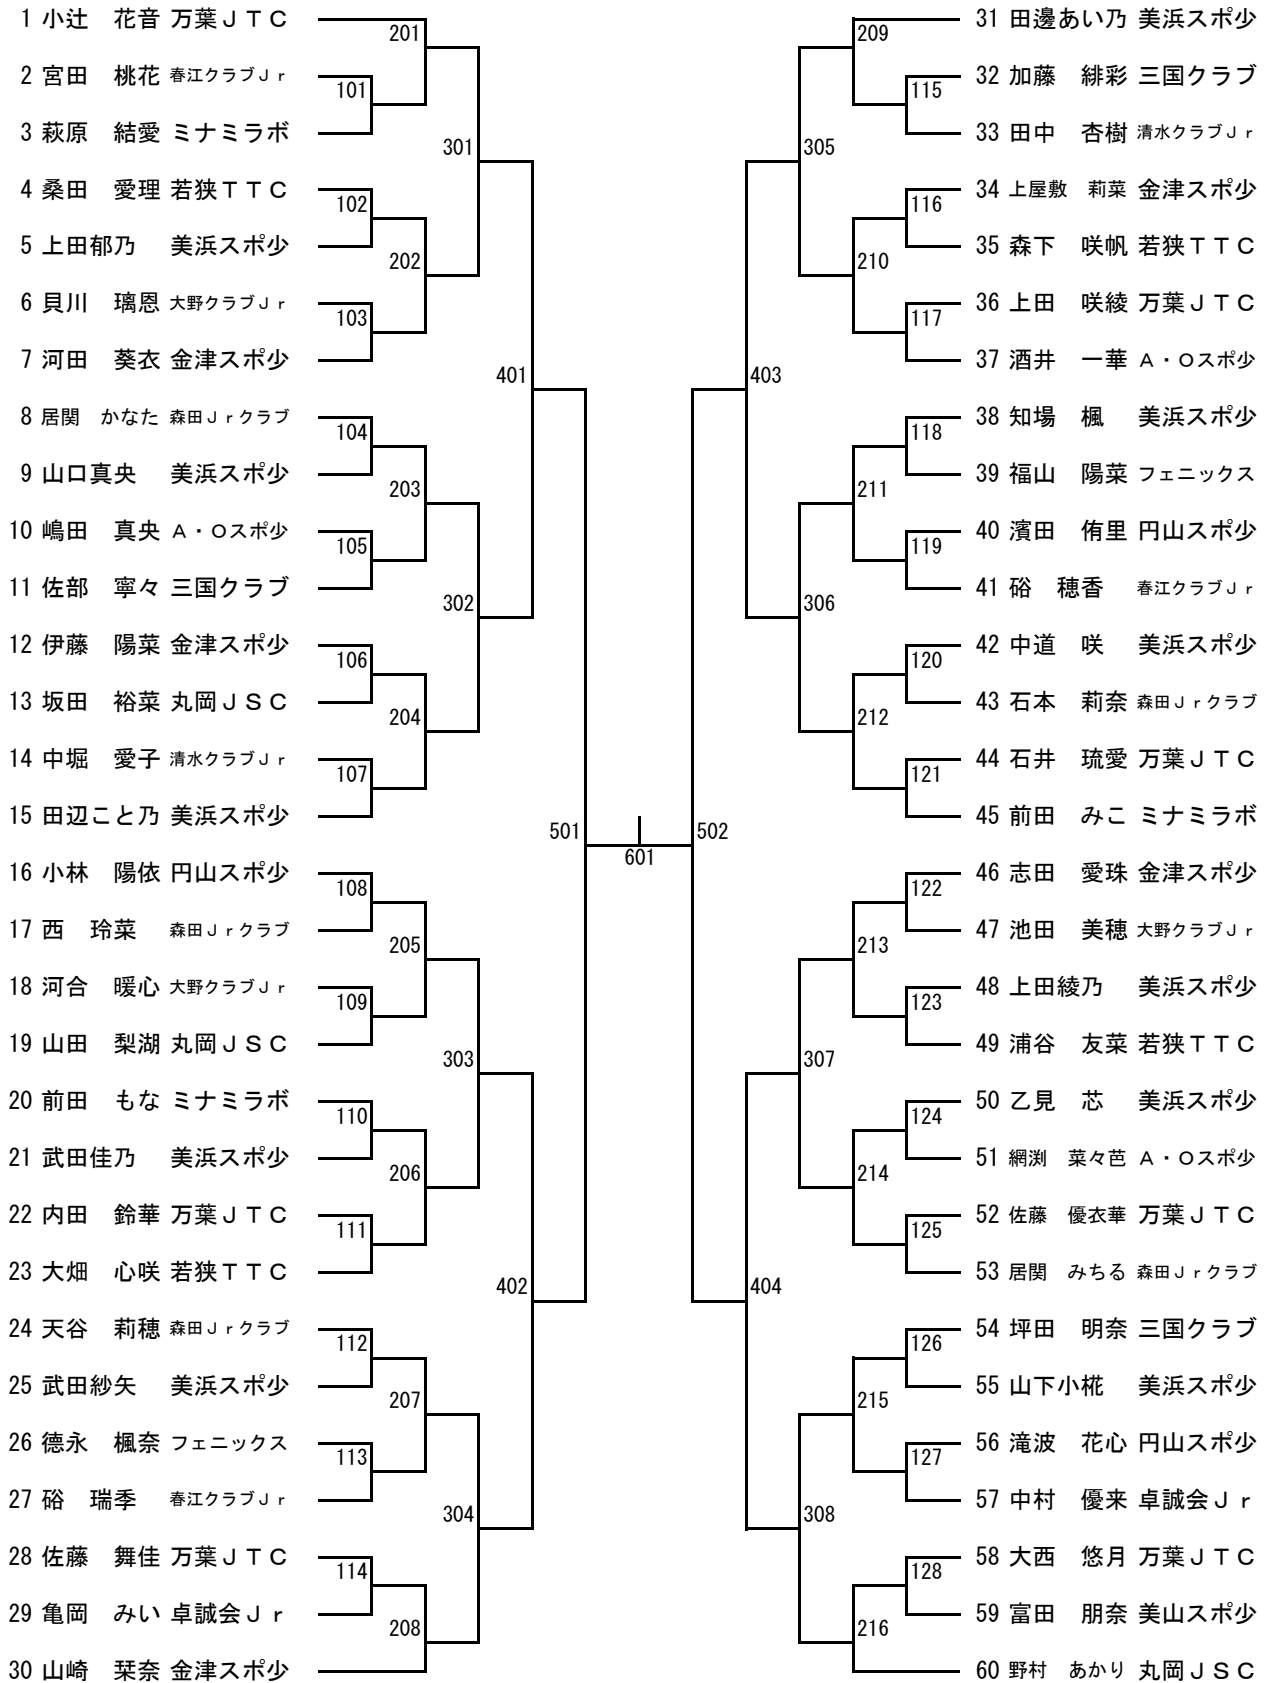 1 小辻　花音 万葉ＪＴＣ
2 宮田　桃花 春江クラブＪｒ
3 萩原　結愛 ミナミラボ
4 桑田　愛理 若狭ＴＴＣ
5 上田郁乃 美浜スポ少
6 貝川　璃恩 大野クラブＪｒ
7 河田　葵衣 金津スポ少
8 居関　かなた 森田Ｊｒクラブ
9 山口真央 美浜スポ少
10 嶋田　真央 Ａ・Ｏスポ少
11 佐部　寧々 三国クラブ
12 伊藤　陽菜 金津スポ少
13 坂田　裕菜 丸岡ＪＳＣ
14 中堀　愛子 清水クラブＪｒ
15 田辺こと乃 美浜スポ少
16 小林　陽依 円山スポ少
17 西　玲菜 森田Ｊｒクラブ
18 河合　暖心 大野クラブＪｒ
19 山田　梨湖 丸岡ＪＳＣ
20 前田　もな ミナミラボ
21 武田佳乃 美浜スポ少
22 内田　鈴華 万葉ＪＴＣ
23 大畑　心咲 若狭ＴＴＣ
24 天谷　莉穂 森田Ｊｒクラブ
25 武田紗矢 美浜スポ少
26 德永　楓奈 フェニックス
27 硲　瑞季 春江クラブＪｒ
28 佐藤　舞佳 万葉ＪＴＣ
29 亀岡　みい 卓誠会Ｊｒ
30 山崎　栞奈 金津スポ少
101
102
103
104
105
106
107
108
109
110
111
112
113
114
201
202
203
204
205
206
207
208
301
302
303
304
401
402
501
601
502
403
404
305
306
307
308
209
210
211
212
213
214
215
216
115
116
117
118
119
120
121
122
123
124
125
126
127
128
31 田邊あい乃 美浜スポ少
32 加藤　緋彩 三国クラブ
33 田中　杏樹 清水クラブＪｒ
34 上屋敷　莉菜 金津スポ少
35 森下　咲帆 若狭ＴＴＣ
36 上田　咲綾 万葉ＪＴＣ
37 酒井　一華 Ａ・Ｏスポ少
38 知場　楓 美浜スポ少
39 福山　陽菜 フェニックス
40 濱田　侑里 円山スポ少
41 硲　穂香 春江クラブＪｒ
42 中道　咲 美浜スポ少
43 石本　莉奈 森田Ｊｒクラブ
44 石井　琉愛 万葉ＪＴＣ
45 前田　みこ ミナミラボ
46 志田　愛珠 金津スポ少
47 池田　美穂 大野クラブＪｒ
48 上田綾乃 美浜スポ少
49 浦谷　友菜 若狭ＴＴＣ
50 乙見　芯 美浜スポ少
51 網渕　菜々芭 Ａ・Ｏスポ少
52 佐藤　優衣華 万葉ＪＴＣ
53 居関　みちる 森田Ｊｒクラブ
54 坪田　明奈 三国クラブ
55 山下小椛 美浜スポ少
56 滝波　花心 円山スポ少
57 中村　優来 卓誠会Ｊｒ
58 大西　悠月 万葉ＪＴＣ
59 富田　朋奈 美山スポ少
60 野村　あかり 丸岡ＪＳＣ